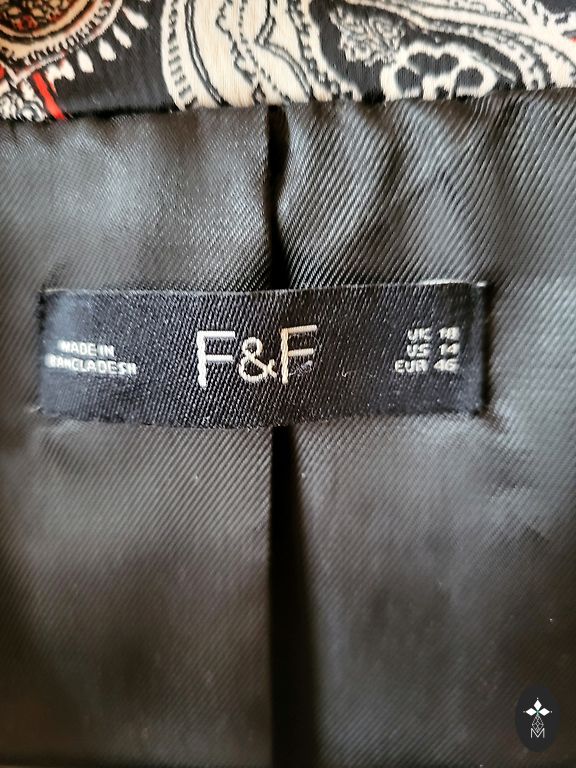 MADE IN
BANGLADESH
F&F
UK 18
US 14
EUR 46
M